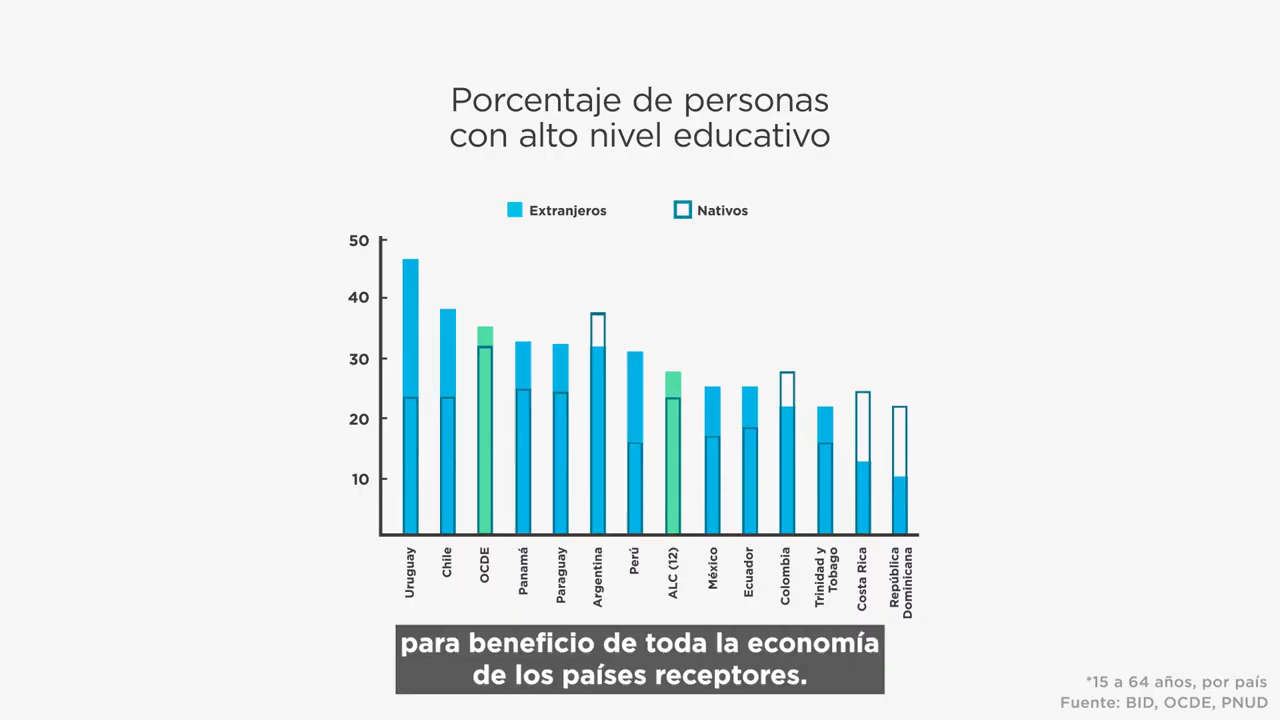 Porcentaje de personas
con alto nivel educativo
Extranjeros
Nativos
50
40
30
20
10
Uruguay
Chile
OCDE
Panamá
Paraguay
Argentina
Perú
ALC (12)
México
Ecuador
Colombia
Trinidad y
Tobago
Costa Rica
República
Dominicana
para beneficio de toda la economía
de los países receptores.
*15 a 64 años, por país
Fuente: BID, OCDE, PNUD